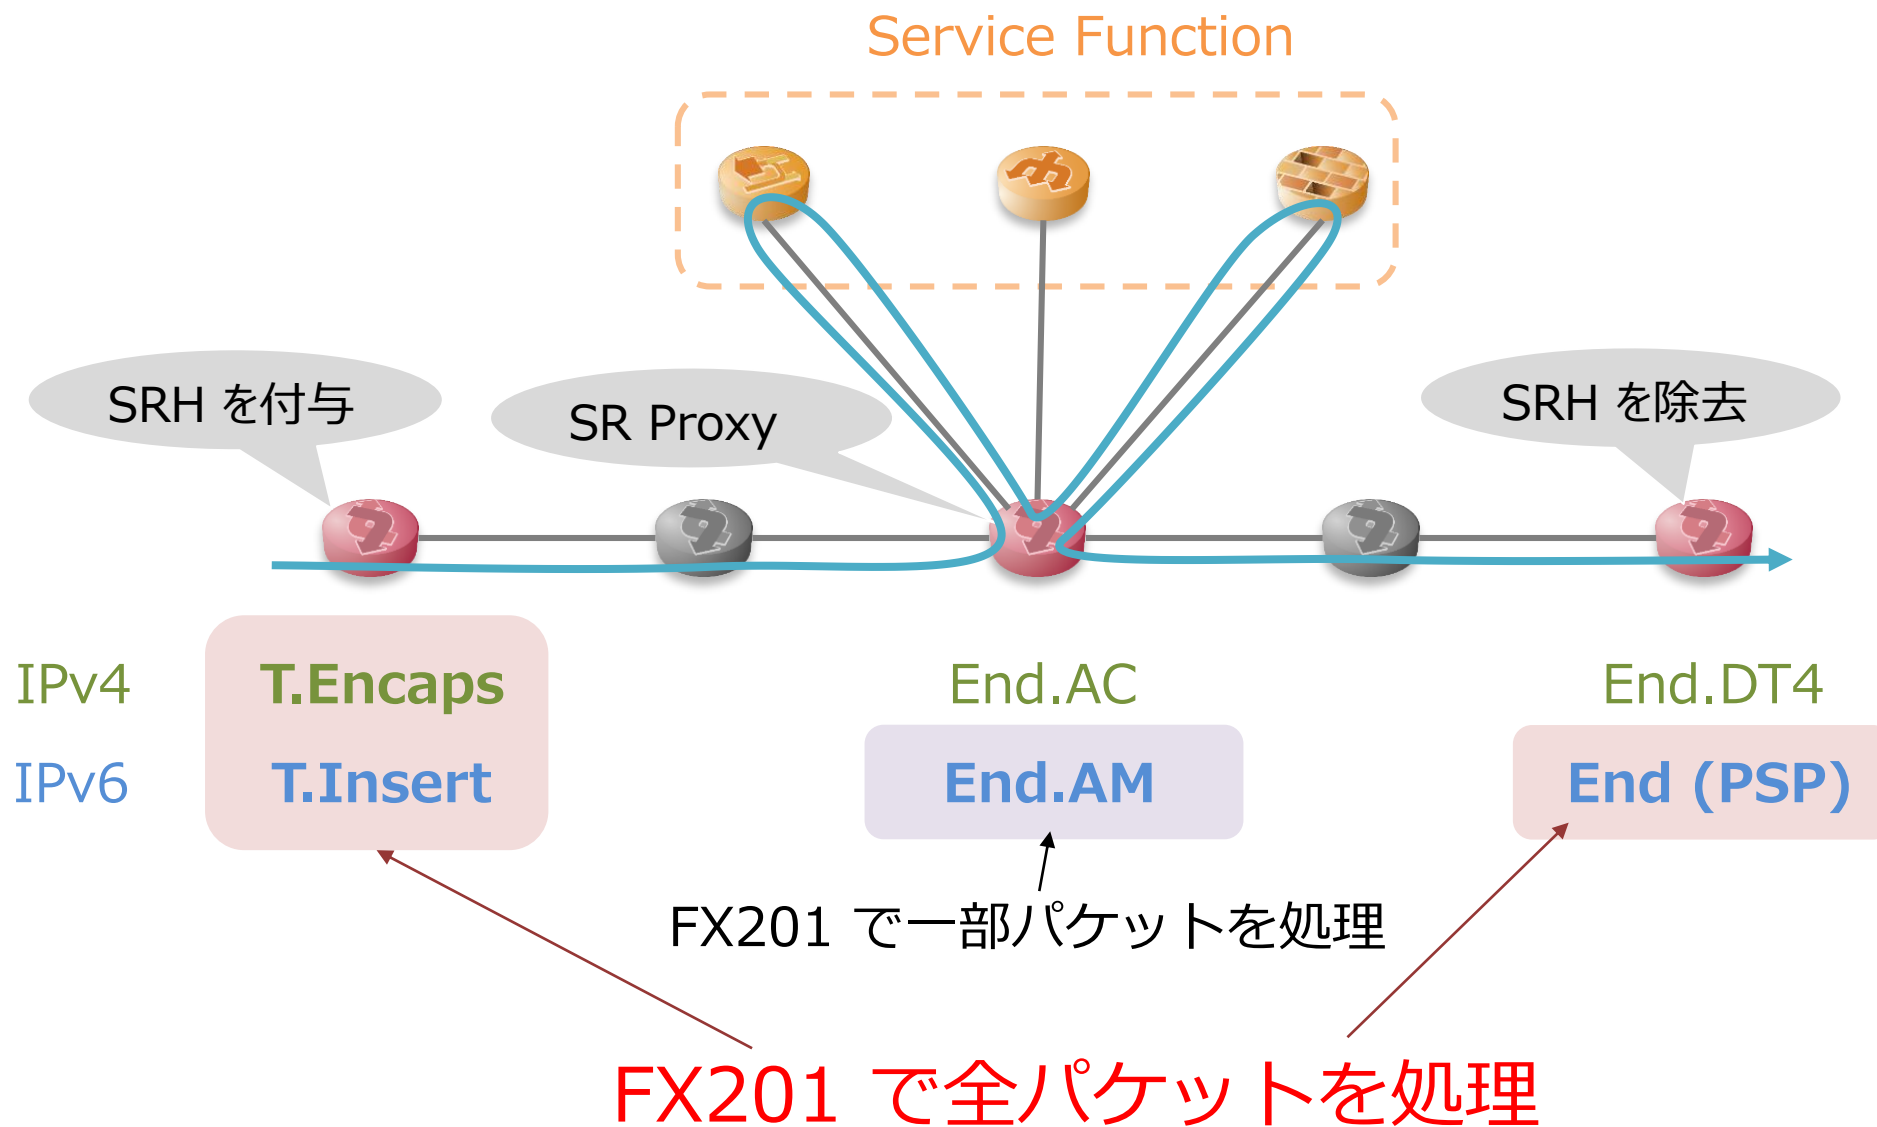 Service Function
SRH を付与
SR Proxy
SRH を除去
IPv4 T.Encaps End.AC End.DT4
IPv6 T.Insert End.AM End (PSP)
FX201 で一部パケットを処理
FX201 で全パケットを処理